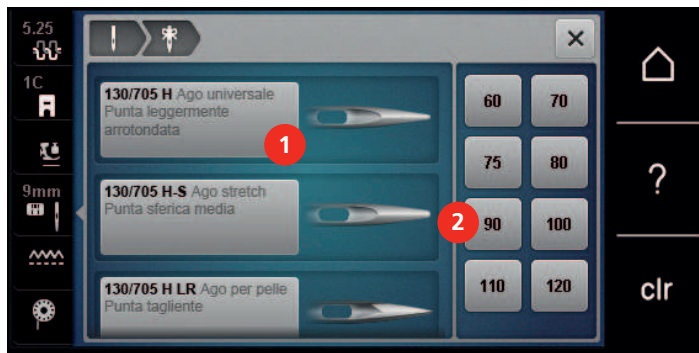 5.25
1C
9mm
130/705 H Ago universale
Punta leggermente
arrotondata
1
130/705 H-S Ago stretch
Punta sferica media
130/705 H LR Ago per pelle
Punta tagliente
60 70
75 80
2
90 100
110 120
?
clr